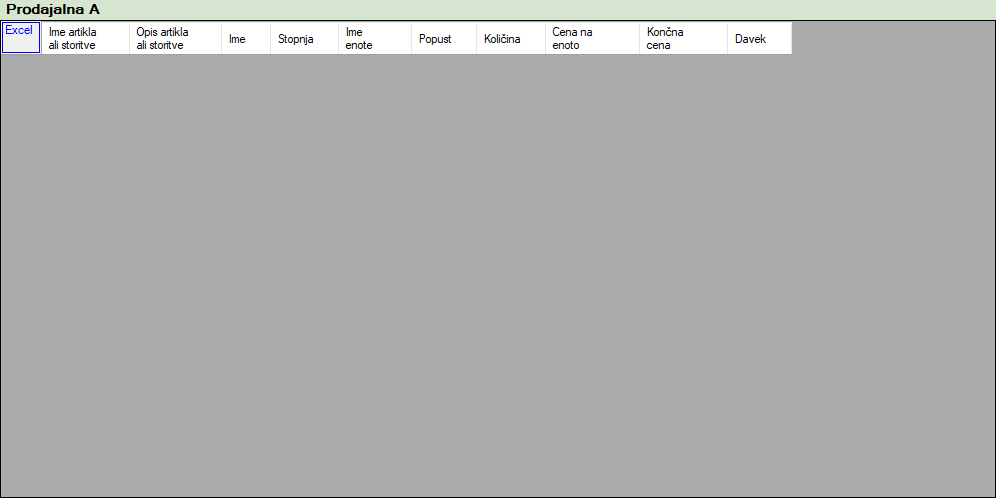 Prodajalna A
Excel
Ime artikla
ali storitve
Opis artikla
ali storitve
Ime
Stopnja
Ime
enote
Popust
Količina
Cena na
enoto
Končna
cena
Davek